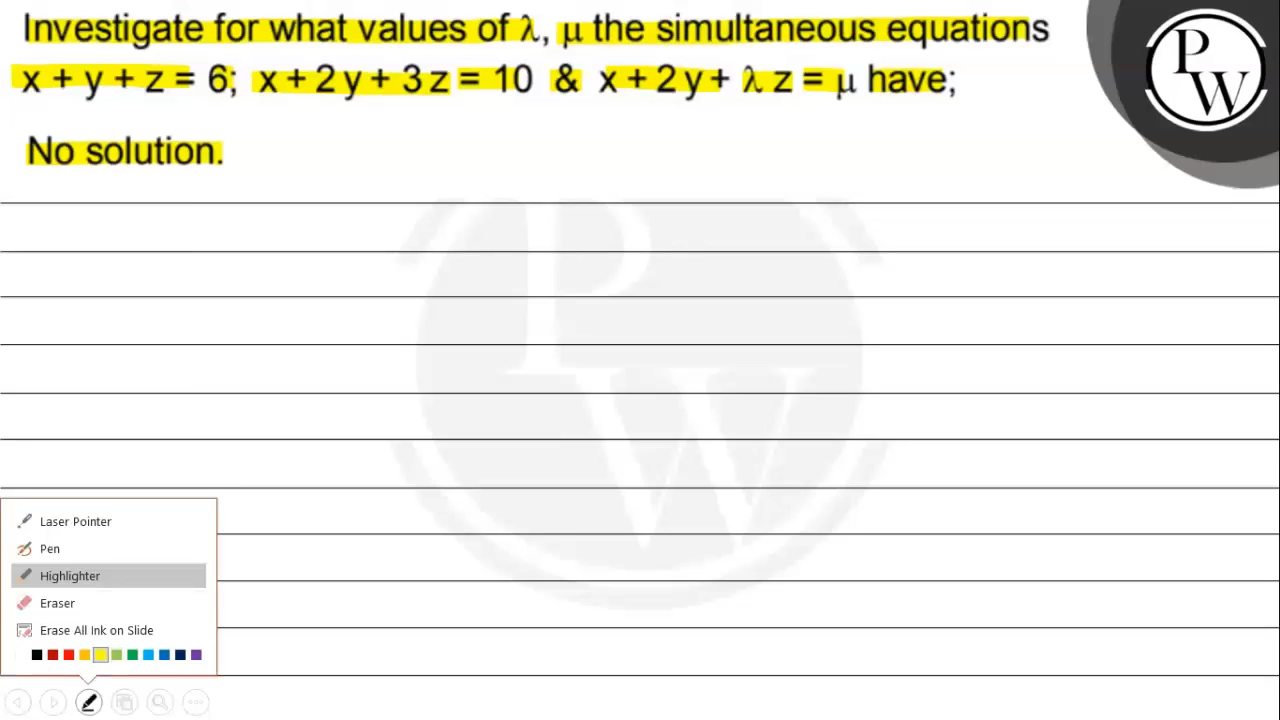 Investigate for what values of λ, μ the simultaneous equations
x + y + z = 6; x + 2 y + 3 z = 10 & x + 2 y + λ z = μ have;
No solution.
P
W
P
W
Laser Pointer
Pen
Highlighter
Eraser
Erase All Ink on Slide